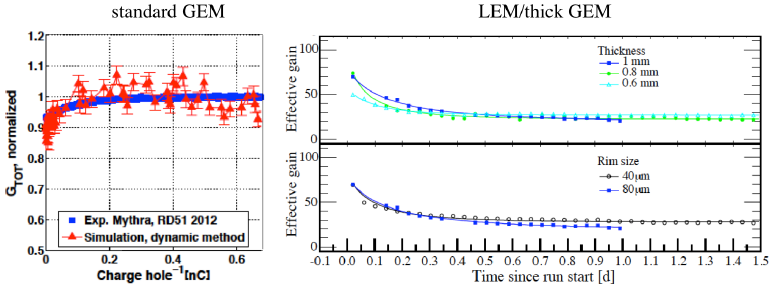 standard GEM
LEM/thick GEM
1.2
1.1
1
0.9
0.8
0.7
0.6
0.5
G̅TOT, normalized
Exp. Mythra, RD51 2012
Simulation, dynamic method
0 0.2 0.4 0.6
Charge hole⁻¹[nC]
Effective gain
100
50
0
Thickness
1 mm
0.8 mm
0.6 mm
Effective gain
100
50
0
Rim size
40µm
80µm
-0.1 0.0 0.1 0.2 0.3 0.4 0.5 0.6 0.7 0.8 0.9 1.0 1.1 1.2 1.3 1.4 1.5
Time since run start [d]